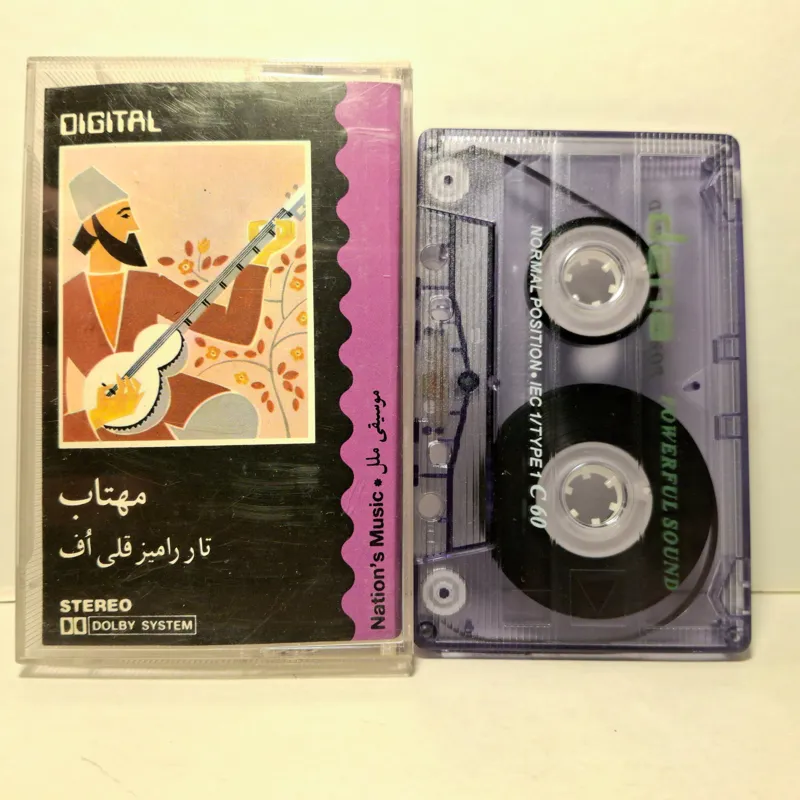 DIGITAL
مهتاب
تار رامیز قلی اُف
STEREO
DOLBY SYSTEM
Nation's Music • موسیقی ملل
dena
POWERFUL SOUND
NORMAL POSITION • IEC 1/TYPE 1 C 60